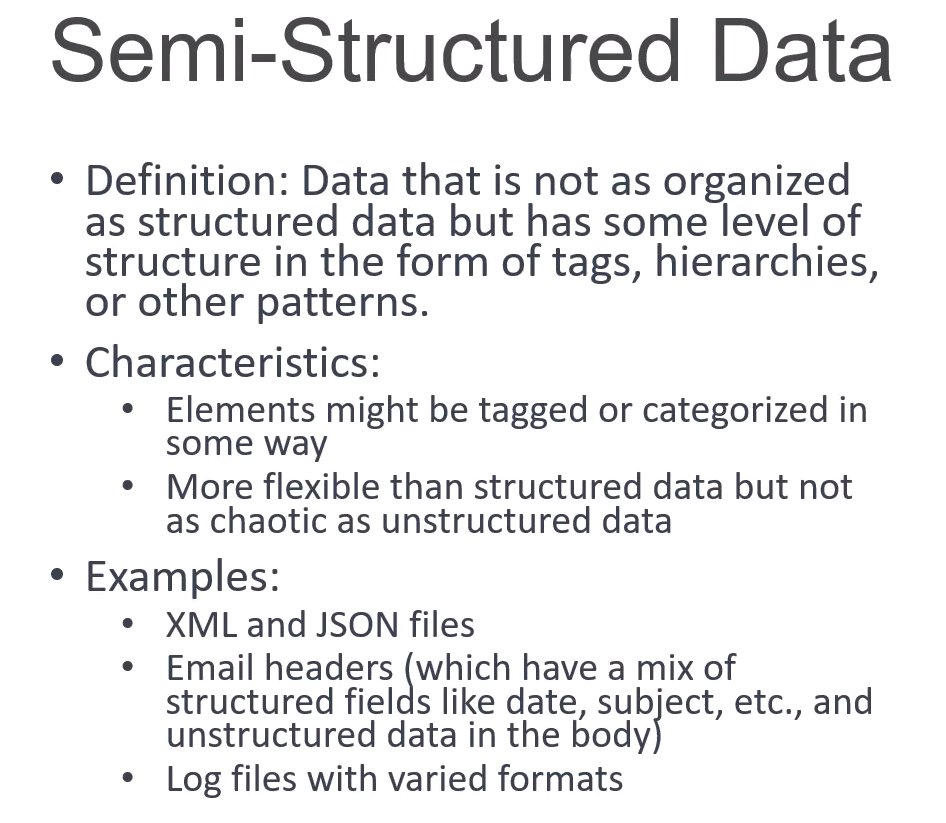 Semi-Structured Data
• Definition: Data that is not as organized
as structured data but has some level of
structure in the form of tags, hierarchies,
or other patterns.
• Characteristics:
• Elements might be tagged or categorized in
some way
• More flexible than structured data but not
as chaotic as unstructured data
• Examples:
• XML and JSON files
• Email headers (which have a mix of
structured fields like date, subject, etc., and
unstructured data in the body)
• Log files with varied formats